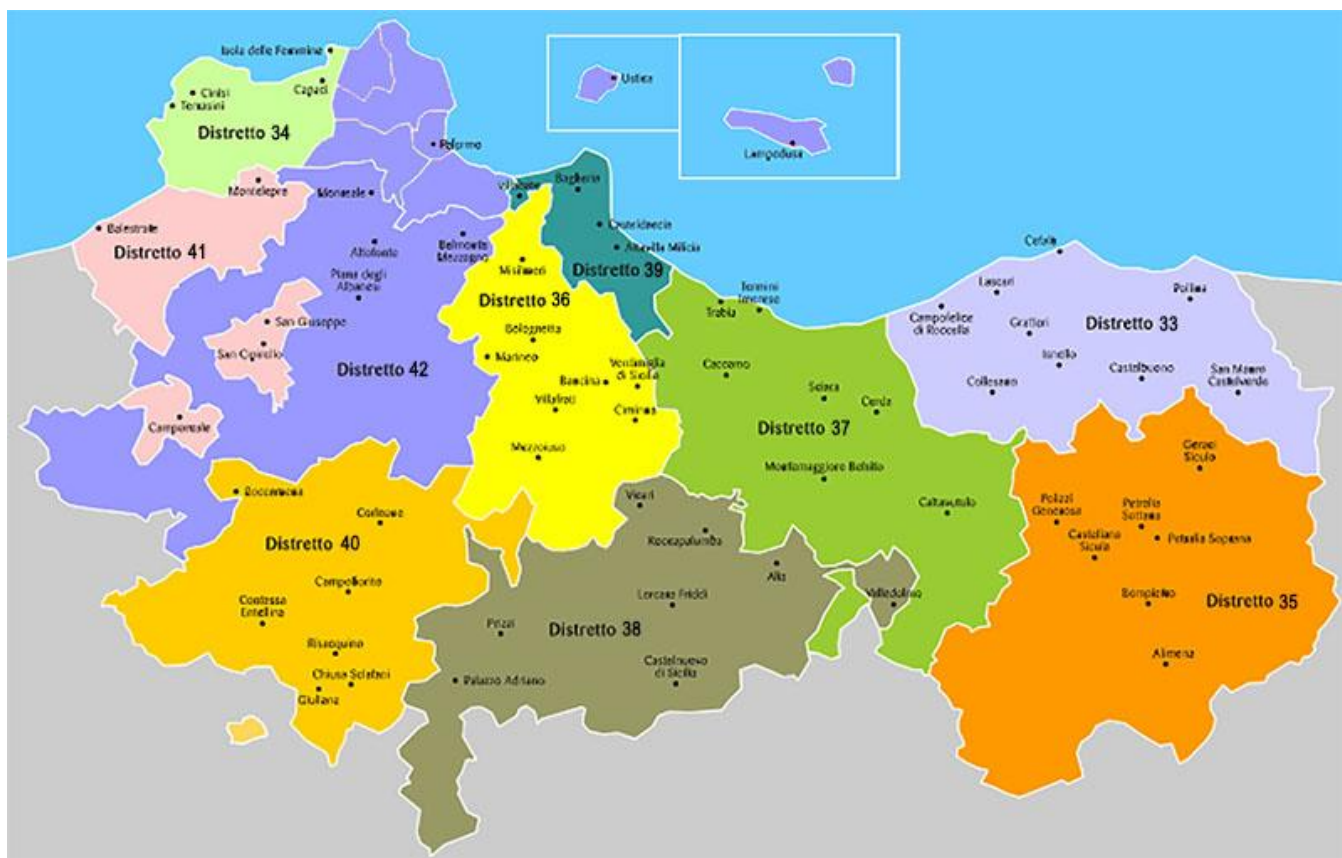 Isola delle Femmine
Capaci
Cinisi
Terrasini
Distretto 34
Palermo
Ustica
Lampedusa
Montelepre
Monreale
Villabate
Bagheria
Balestrate
Distretto 41
Altofonte
Belmonte
Mezzagno
Casteldaccia
Altavilla Milicia
Cefalù
Piana degli
Albanesi
Misilmeri
Distretto 39
Distretto 36
Termini
Imerese
Trabia
Lascari
Pollina
Campofelice
di Roccella
Gratteri
Distretto 33
San Giuseppe
San Cipirello
Bolognetta
Marineo
Distretto 42
Baucina
Ventimiglia
di Sicilia
Caccamo
Isnello
Castelbuono
San Mauro
Castelverde
Collesano
Villafrati
Ciminna
Sciara
Cerda
Camporeale
Distretto 37
Mezzojuso
Montemaggiore Belsito
Geraci
Siculo
Roccamena
Corleone
Vicari
Caltavuturo
Polizzi
Generosa
Petralia
Sottana
Petralia Soprana
Distretto 40
Roccapalumba
Castellana
Sicula
Alia
Campofiorito
Contessa
Entellina
Lercara Friddi
Valledolmo
Bompietro
Distretto 35
Prizzi
Distretto 38
Bisacquino
Alimena
Castelnuovo
di Sicilia
Chiusa Sclafani
Giuliana
Palazzo Adriano